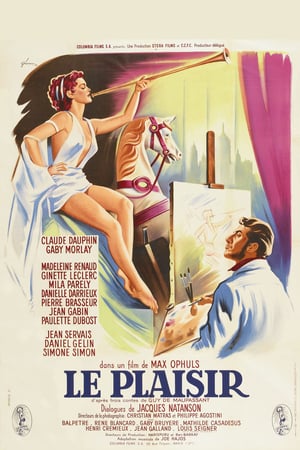 COLUMBIA FILMS S.A. présente Une Production STERA FILMS et C.C.F.C. Producteur délégué
CLAUDE DAUPHIN
GABY MORLAY
MADELEINE RENAUD
GINETTE LECLERC
MILA PARELY
DANIELLE DARRIEUX
PIERRE BRASSEUR
JEAN GABIN
PAULETTE DUBOST
JEAN SERVAIS
DANIEL GELIN
SIMONE SIMON
dans un film de MAX OPHULS
LE PLAISIR
d'après trois contes de GUY DE MAUPASSANT
Dialogues de JACQUES NATANSON
Directeurs de la photographie: CHRISTIAN MATRAS et PHILIPPE AGOSTINI
BALPETRE, RENE BLANCARD, GABY BRUYERE, MATHILDE CASADESUS
HENRI CREMIEUX, JEAN GALLAND, LOUIS SEIGNER
Adaptation musicale de JOE HAJOS